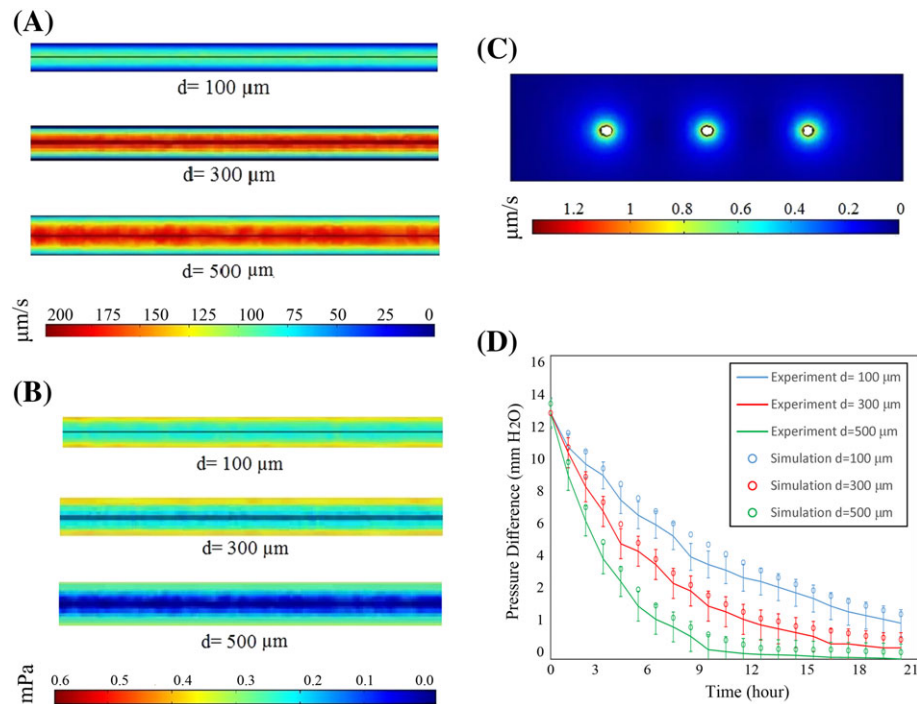 (A)
d= 100 µm
d= 300 µm
d= 500 µm
µm/s
200 175 150 125 100 75 50 25 0
(B)
d= 100 µm
d= 300 µm
d= 500 µm
mPa
0.6 0.5 0.4 0.3 0.2 0.1 0.0
(C)
µm/s
1.2 1 0.8 0.6 0.4 0.2 0
(D)
Pressure Difference (mm H2O)
16
14
12
10
8
6
4
2
1
0
0 3 6 9 12 15 18 21
Time (hour)
Experiment d= 100 µm
Experiment d= 300 µm
Experiment d=500 µm
Simulation d=100 µm
Simulation d=300 µm
Simulation d=500 µm